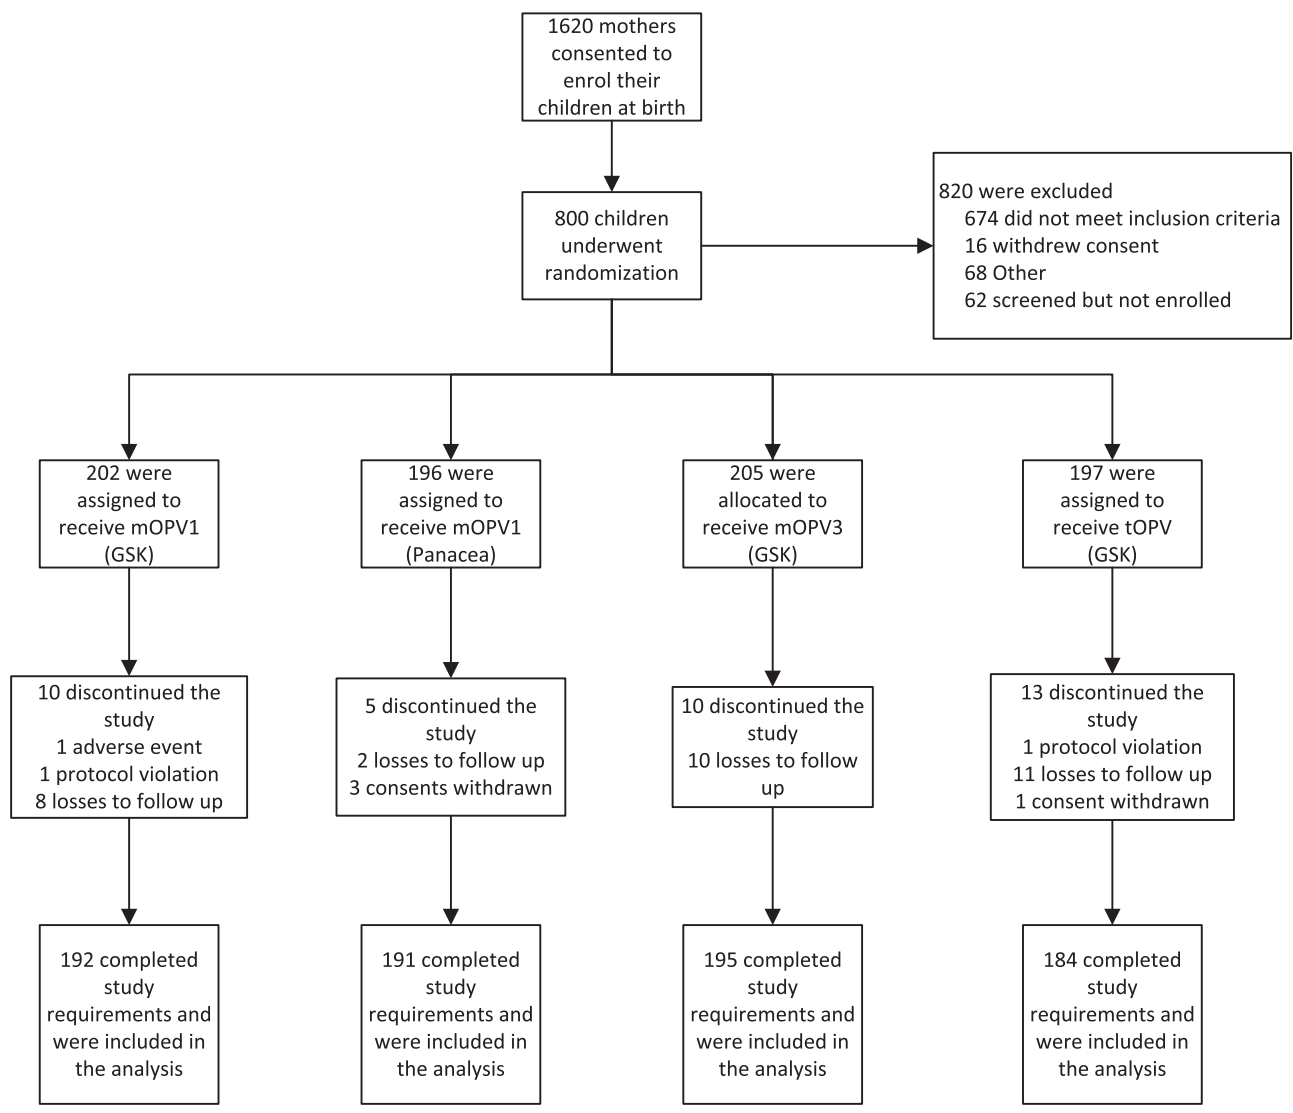 1620 mothers
consented to
enrol their
children at birth
800 children
underwent
randomization
820 were excluded
674 did not meet inclusion criteria
16 withdrew consent
68 Other
62 screened but not enrolled
202 were
assigned to
receive mOPV1
(GSK)
196 were
assigned to
receive mOPV1
(Panacea)
205 were
allocated to
receive mOPV3
(GSK)
197 were
assigned to
receive tOPV
(GSK)
10 discontinued the
study
1 adverse event
1 protocol violation
8 losses to follow up
5 discontinued the
study
2 losses to follow up
3 consents withdrawn
10 discontinued the
study
10 losses to follow
up
13 discontinued the
study
1 protocol violation
11 losses to follow up
1 consent withdrawn
192 completed
study
requirements and
were included in
the analysis
191 completed
study
requirements and
were included in
the analysis
195 completed
study
requirements and
were included in
the analysis
184 completed
study
requirements and
were included in
the analysis